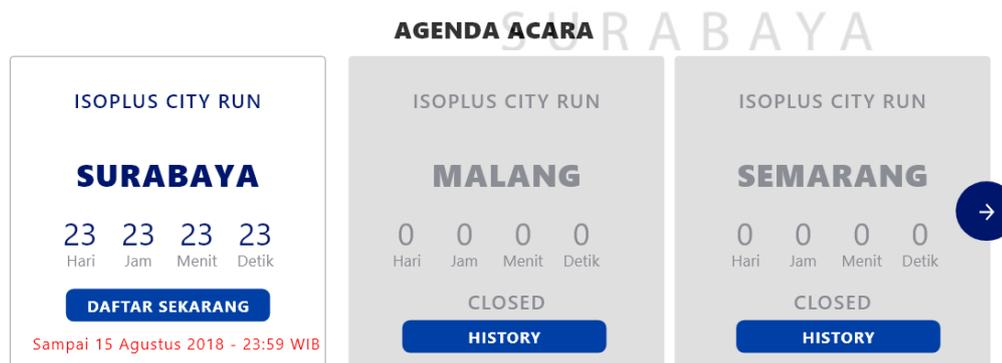 SURABAYA
AGENDA ACARA
ISOPLUS CITY RUN
SURABAYA
23 23 23 23
Hari Jam Menit Detik
DAFTAR SEKARANG
Sampai 15 Agustus 2018 - 23:59 WIB
ISOPLUS CITY RUN
MALANG
0 0 0 0
Hari Jam Menit Detik
CLOSED
HISTORY
ISOPLUS CITY RUN
SEMARANG
0 0 0 0
Hari Jam Menit Detik
CLOSED
HISTORY